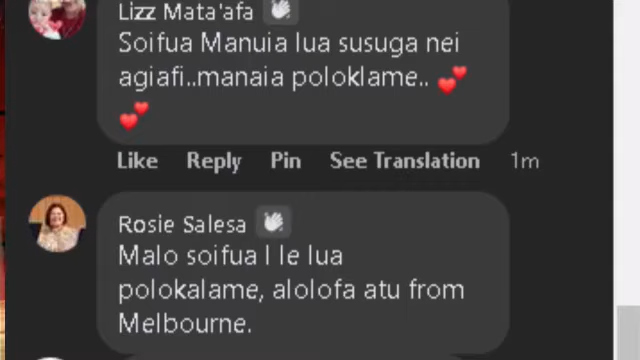 Lizz Mata'afa
Soifua Manuia lua susuga nei
agiafi..manaia poloklame.. 💕
💕
Like Reply Pin See Translation 1m
Rosie Salesa
Malo soifua I le lua
polokalame, alolofa atu from
Melbourne.